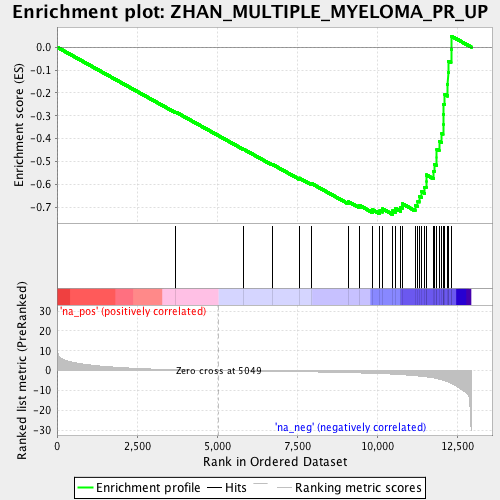 Enrichment plot: ZHAN_MULTIPLE_MYELOMA_PR_UP
Enrichment score (ES)
0.0
-0.1
-0.2
-0.3
-0.4
-0.5
-0.6
-0.7
Ranked list metric (PreRanked)
30
20
10
0
-10
-20
-30
'na_pos' (positively correlated)
Zero cross at 5049
'na_neg' (negatively correlated)
0 2,500 5,000 7,500 10,000 12,500
Rank in Ordered Dataset
Enrichment profile Hits Ranking metric scores